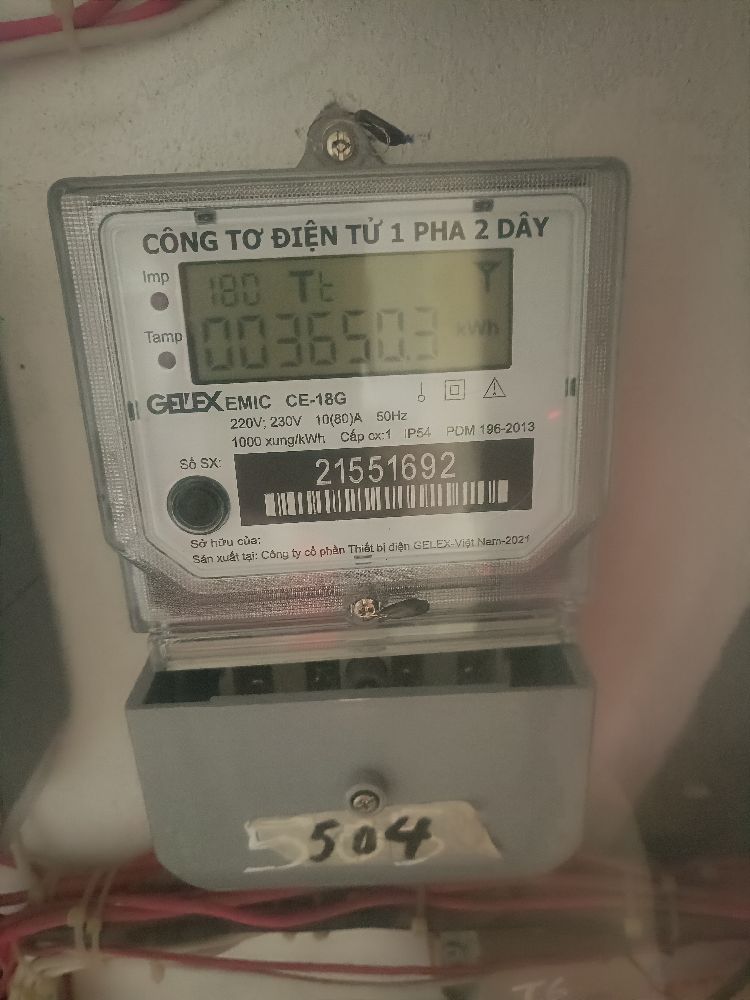 CÔNG TƠ ĐIỆN TỬ 1 PHA 2 DÂY
Imp
180 Tt
Tamp
003650.3 kWh
GELEX EMIC CE-18G
220V; 230V 10(80)A 50Hz
1000 xung/kWh Cấp cx:1 IP54 PDM 196-2013
Số SX:
21551692
Sở hữu của:
Sản xuất tại: Công ty cổ phần Thiết bị điện GELEX-Việt Nam-2021
504